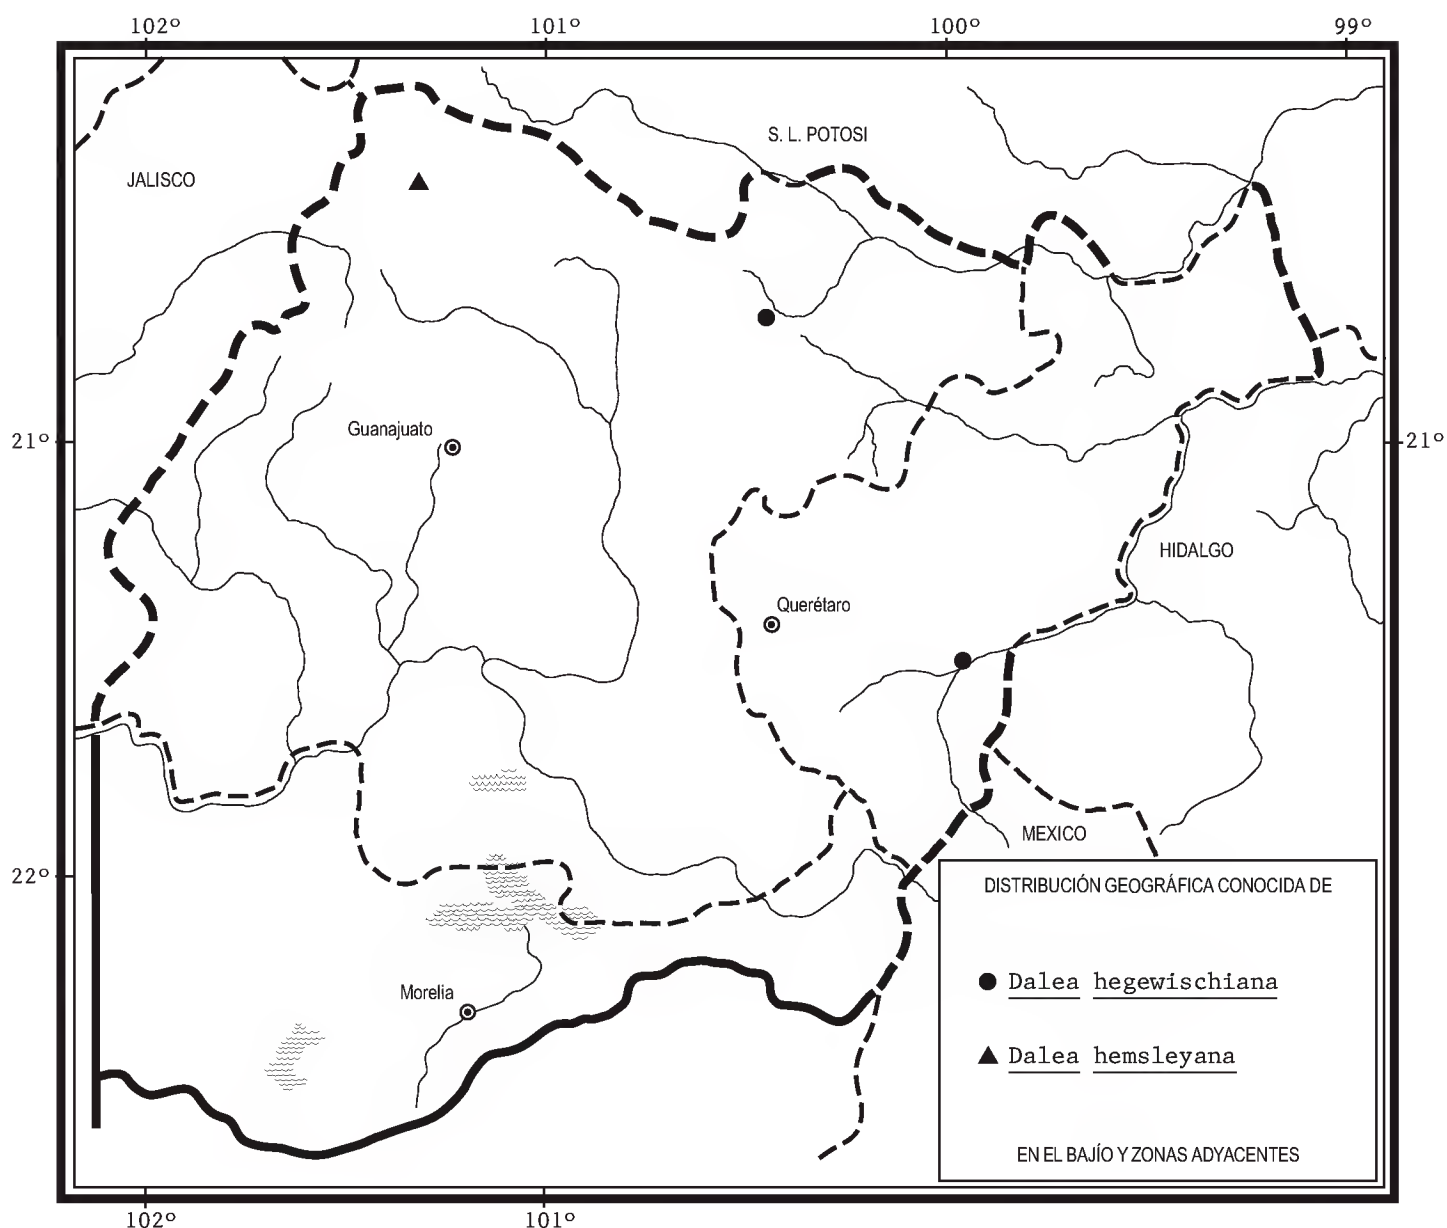 102º 101º 100º 99º
S. L. POTOSI
JALISCO
Guanajuato
21º 21º
HIDALGO
Querétaro
MEXICO
22º
DISTRIBUCIÓN GEOGRÁFICA CONOCIDA DE
Dalea hegewischiana
Morelia
Dalea hemsleyana
EN EL BAJÍO Y ZONAS ADYACENTES
102º 101º